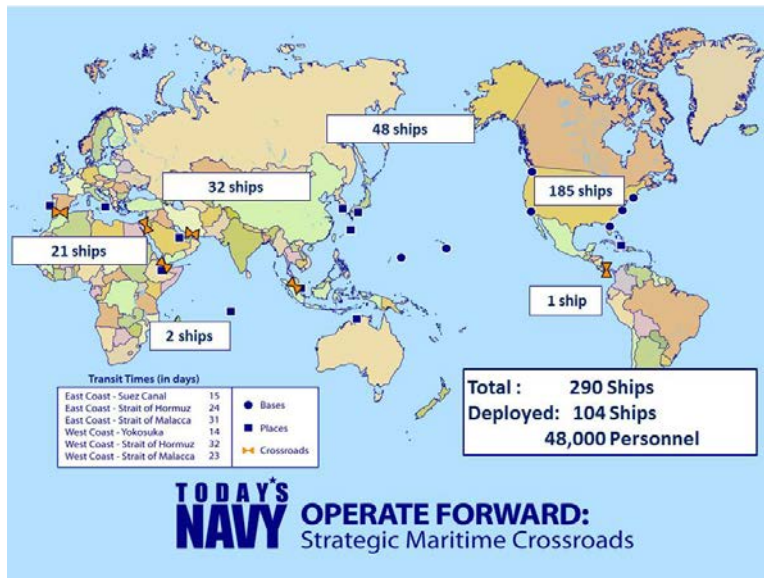 48 ships
32 ships
185 ships
21 ships
1 ship
2 ships
Transit Times (in days)
East Coast - Suez Canal 15
East Coast - Strait of Hormuz 24
East Coast - Strait of Malacca 31
West Coast - Yokosuka 14
West Coast - Strait of Hormuz 32
West Coast - Strait of Malacca 23
Bases
Places
Crossroads
Total : 290 Ships
Deployed: 104 Ships
48,000 Personnel
TODAY'S
NAVY
OPERATE FORWARD:
Strategic Maritime Crossroads